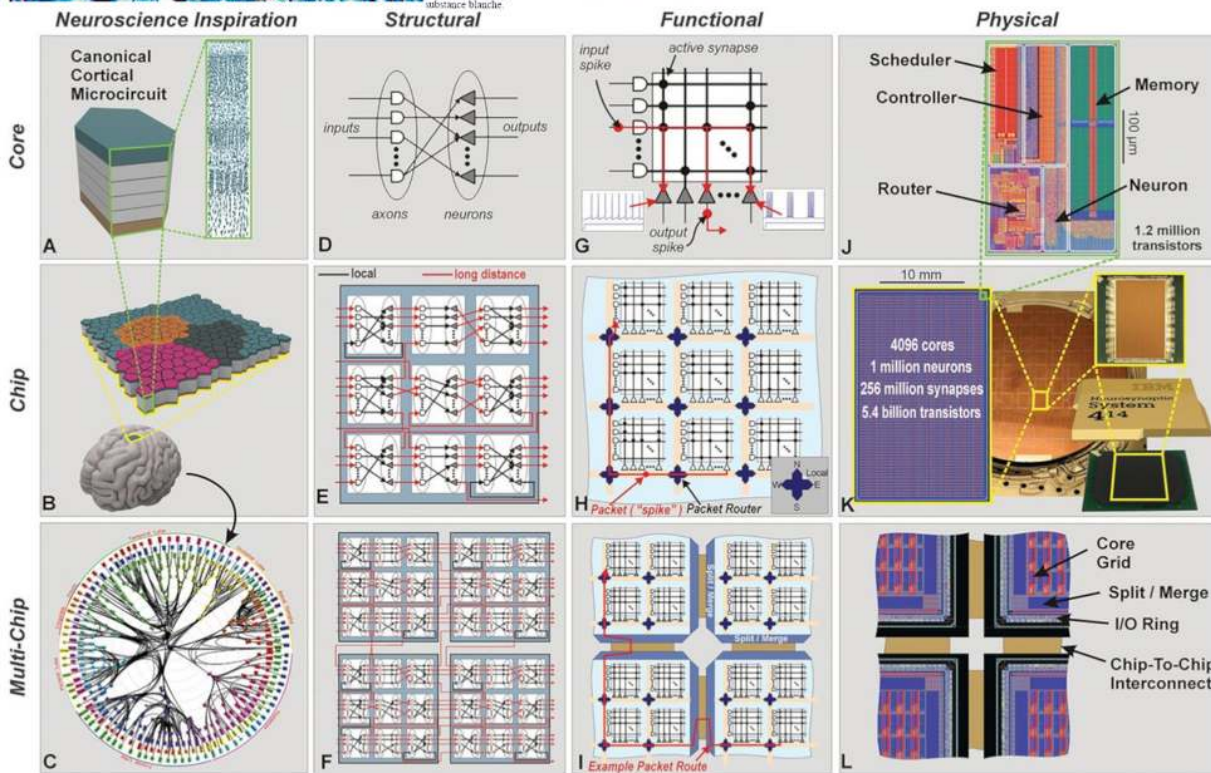 substance blanche.
Neuroscience Inspiration
Structural
Functional
Physical
Core
Canonical
Cortical
Microcircuit
A
inputs
outputs
axons
neurons
D
input
spike
active synapse
output
spike
G
Scheduler
Controller
Memory
100 µm
Router
Neuron
J
1.2 million
transistors
Chip
B
local
long distance
E
H
N
Local
W
E
S
Packet ("spike")
Packet Router
10 mm
4096 cores
1 million neurons
256 million synapses
5.4 billion transistors
IBM
Neurosynaptic
System
414
K
Multi-Chip
C
F
Split / Merge
Split / Merge
I
Example Packet Route
Core
Grid
Split / Merge
I/O Ring
Chip-To-Chip
Interconnect
L